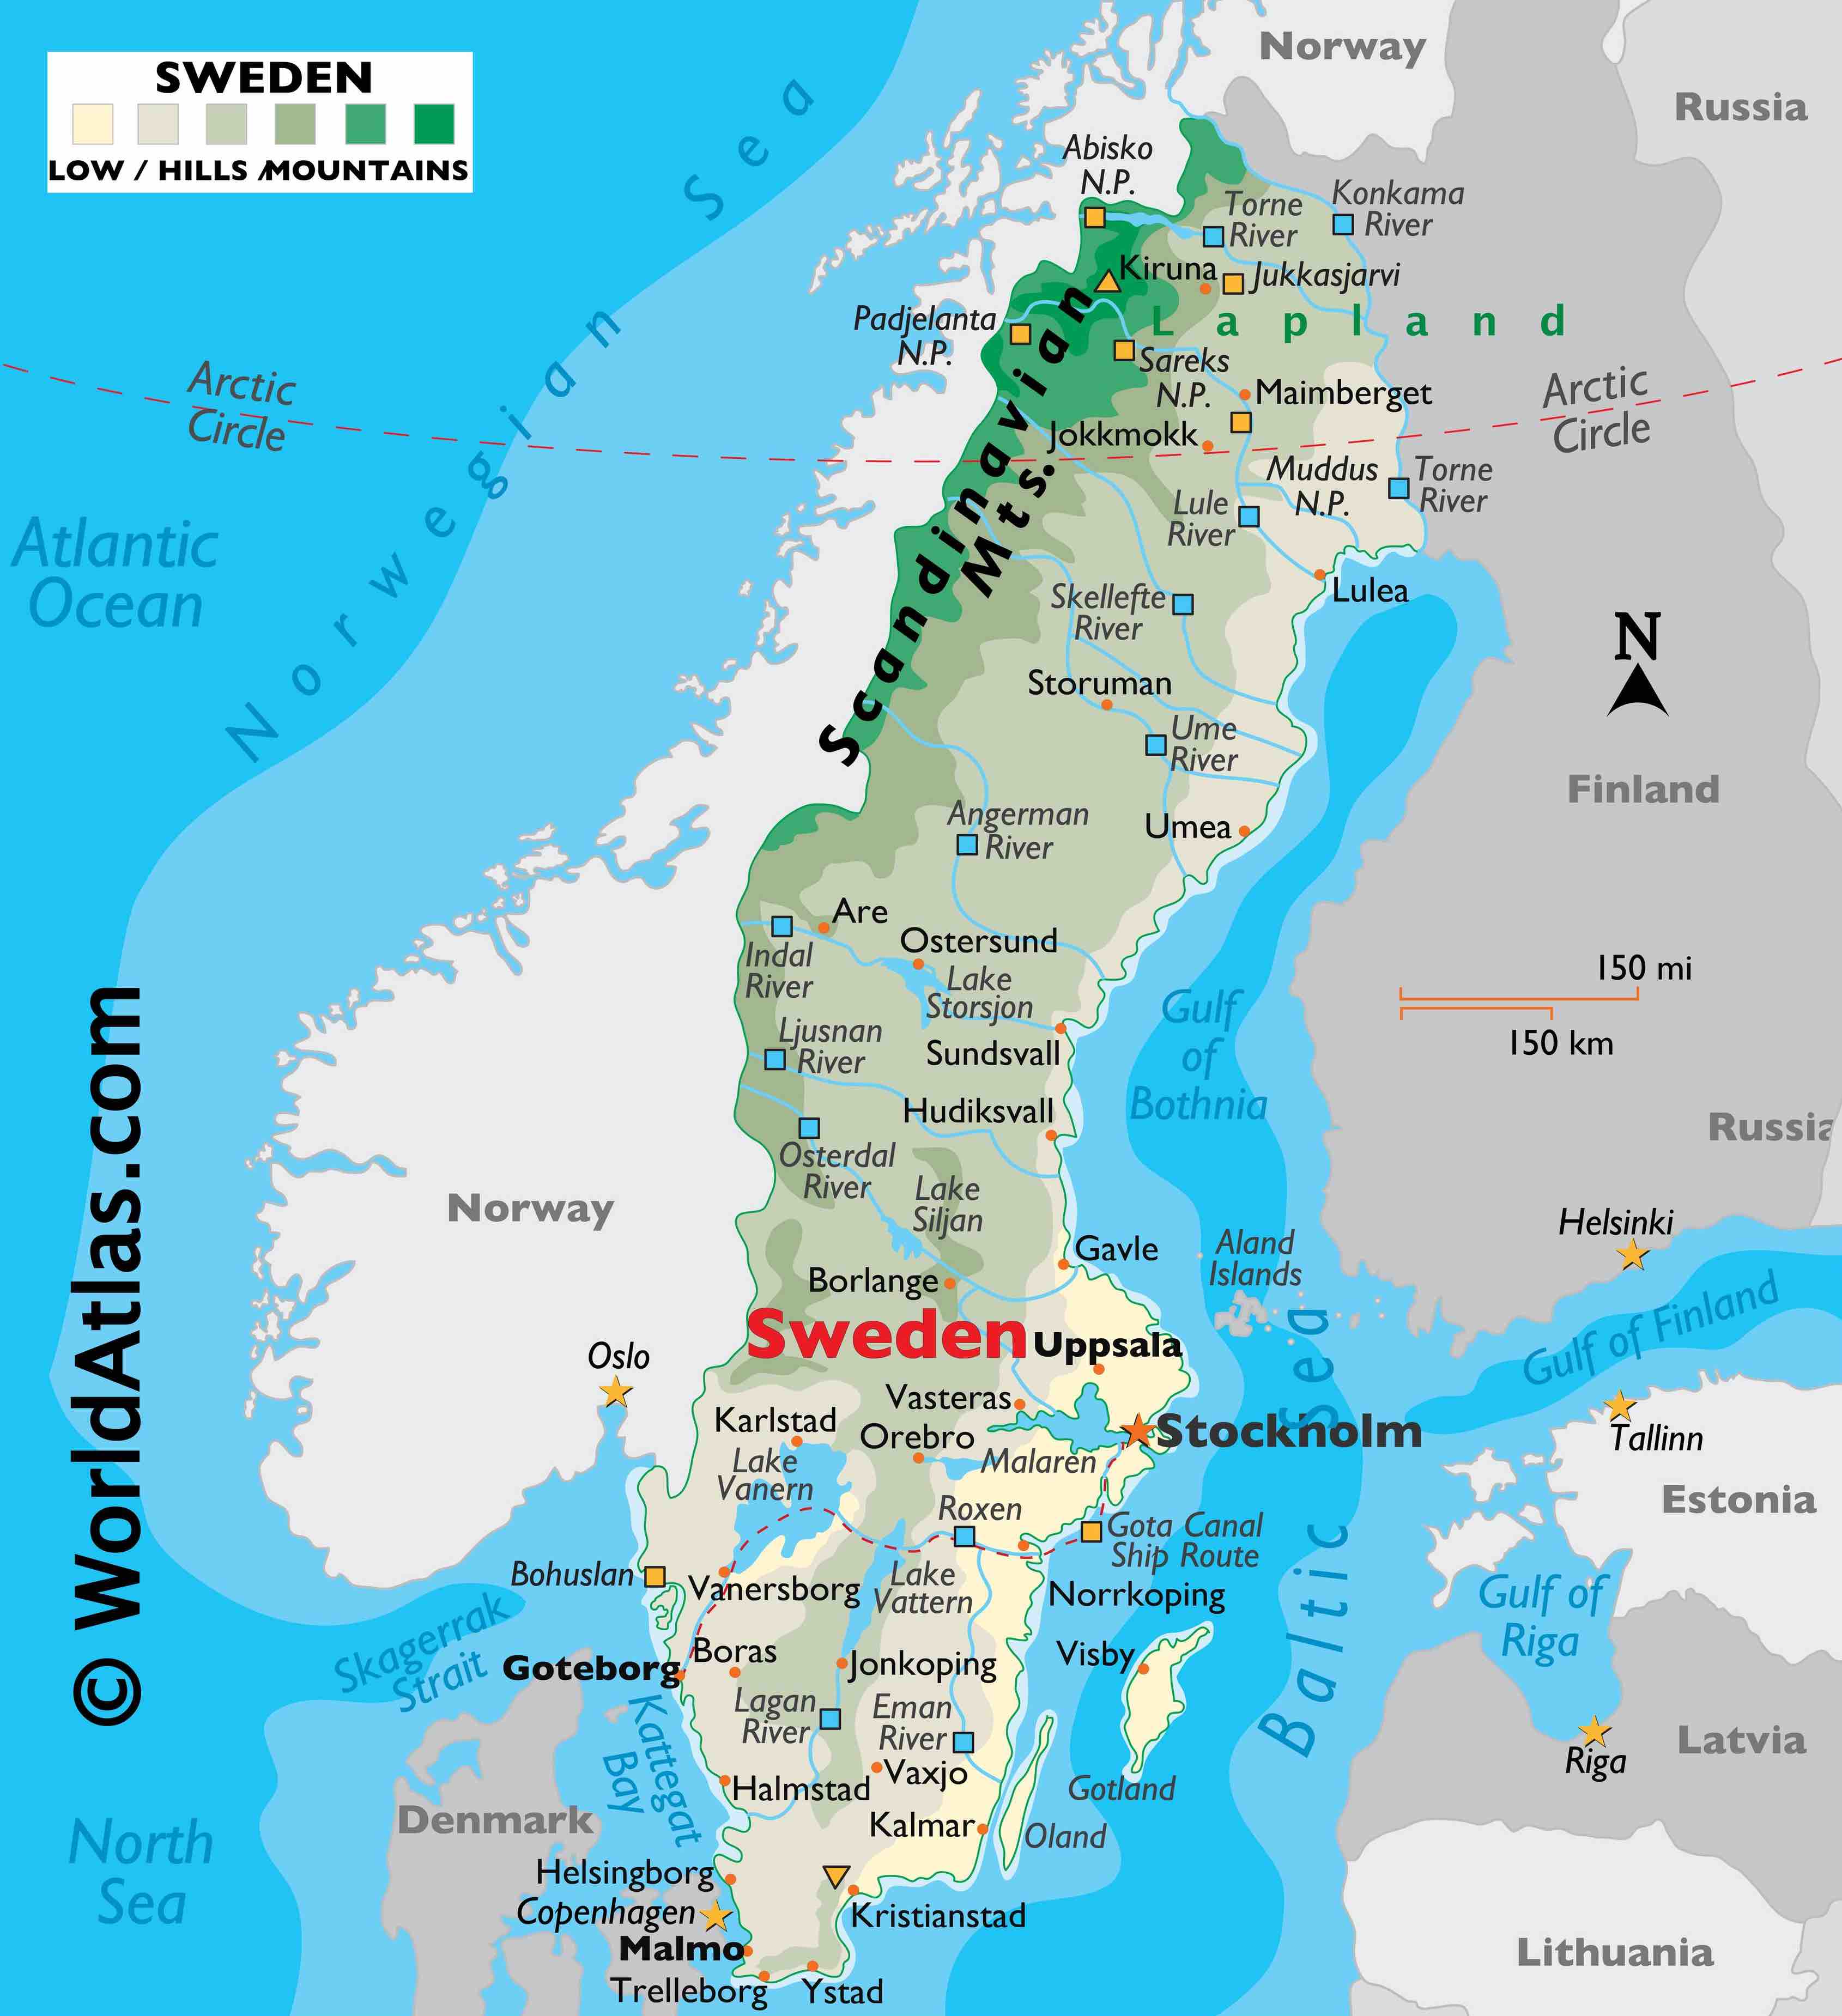 SWEDEN
LOW / HILLS /MOUNTAINS
Norway
Russia
Norwegian Sea
Abisko
N.P.
Torne
River
Konkama
River
Kiruna
Jukkasjarvi
Padjelanta
N.P.
Lapland
Sareks
N.P.
Maimberget
Arctic
Circle
Arctic
Circle
Jokkmokk
Scandinavian
Mts.
Muddus
N.P.
Torne
River
Lule
River
Atlantic
Ocean
Lulea
Skellefte
River
N
Storuman
Ume
River
Finland
Angerman
River
Umea
Are
Ostersund
Indal
River
Lake
Storsjon
150 mi
150 km
Gulf
of
Bothnia
Ljusnan
River
Sundsvall
Hudiksvall
Russia
Osterdal
River
Lake
Siljan
Norway
Helsinki
Gavle
Aland
Islands
Borlange
Gulf of Finland
Sweden
Uppsala
Oslo
Vasteras
Karlstad
Orebro
Stockholm
Tallinn
Lake
Vanern
Malaren
Estonia
Roxen
Gota Canal
Ship Route
Baltic Sea
Bohuslan
Vanersborg
Lake
Vattern
Norrkoping
Gulf of
Riga
Skagerrak
Strait
Goteborg
Boras
Jonkoping
Visby
Kattegat
Bay
Lagan
River
Eman
River
Latvia
Riga
Vaxjo
Halmstad
Gotland
Denmark
Kalmar
Oland
North
Sea
Helsingborg
Copenhagen
Kristianstad
Malmo
Lithuania
Trelleborg
Ystad
© WorldAtlas.com